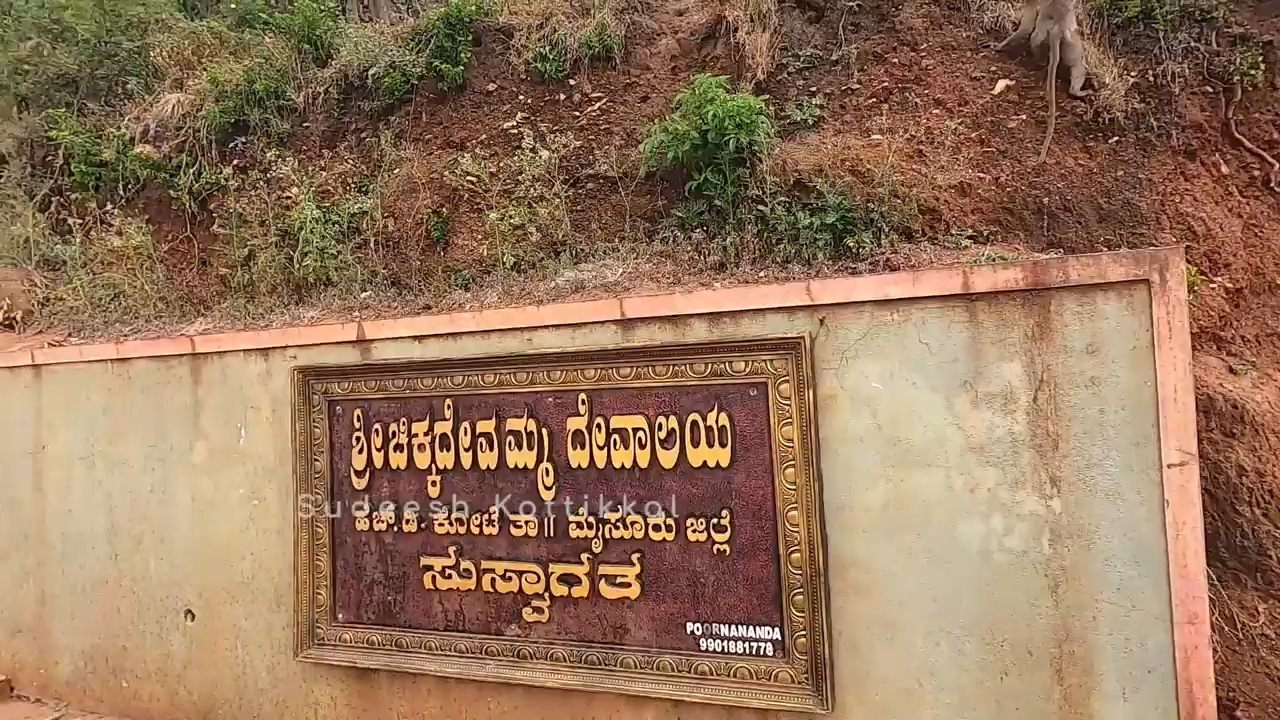 ಶ್ರೀ ಚಿಕ್ಕದೇವಮ್ಮ ದೇವಾಲಯ
Sudeesh Kottikkol
ಹೆಚ್.ಡಿ. ಕೋಟೆ ತಾ॥ ಮೈಸೂರು ಜಿಲ್ಲೆ
ಸುಸ್ವಾಗತ
POORNANANDA
9901881778